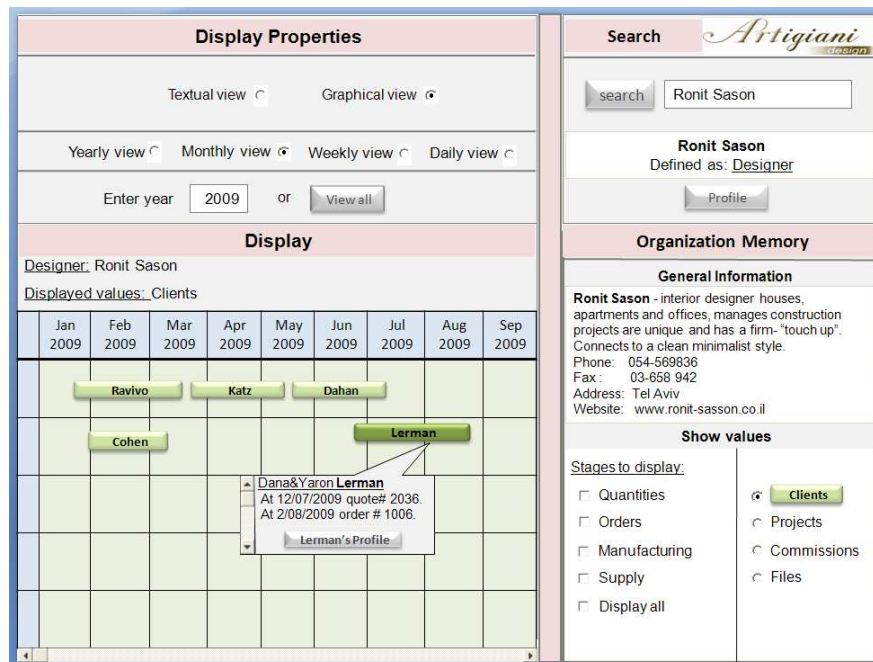 Display Properties
Textual view
Graphical view
Yearly view
Monthly view
Weekly view
Daily view
Enter year
2009
or
View all
Display
Designer: Ronit Sason
Displayed values: Clients
Jan 2009
Feb 2009
Mar 2009
Apr 2009
May 2009
Jun 2009
Jul 2009
Aug 2009
Sep 2009
Ravivo
Katz
Dahan
Cohen
Lerman
Dana&Yaron Lerman
At 12/07/2009 quote# 2036.
At 2/08/2009 order # 1006.
Lerman's Profile
Search
Artigiani
design
search
Ronit Sason
Ronit Sason
Defined as: Designer
Profile
Organization Memory
General Information
Ronit Sason - interior designer houses,
apartments and offices, manages construction
projects are unique and has a firm- “touch up”.
Connects to a clean minimalist style.
Phone: 054-569836
Fax : 03-658 942
Address: Tel Aviv
Website: www.ronit-sasson.co.il
Show values
Stages to display:
Quantities
Orders
Manufacturing
Supply
Display all
Clients
Projects
Commissions
Files